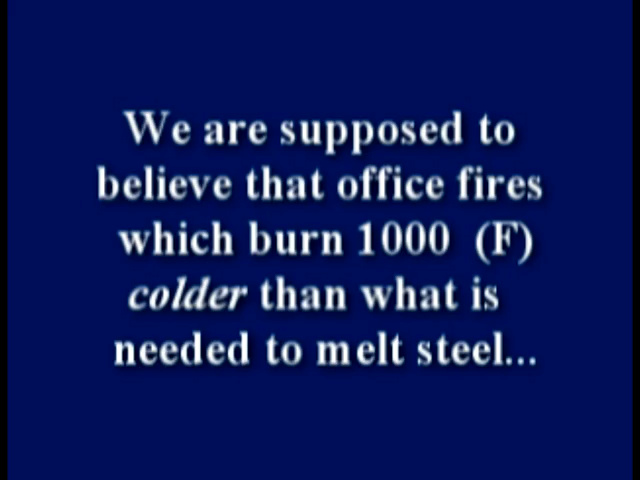 We are supposed to
believe that office fires
which burn 1000 (F)
colder than what is
needed to melt steel...